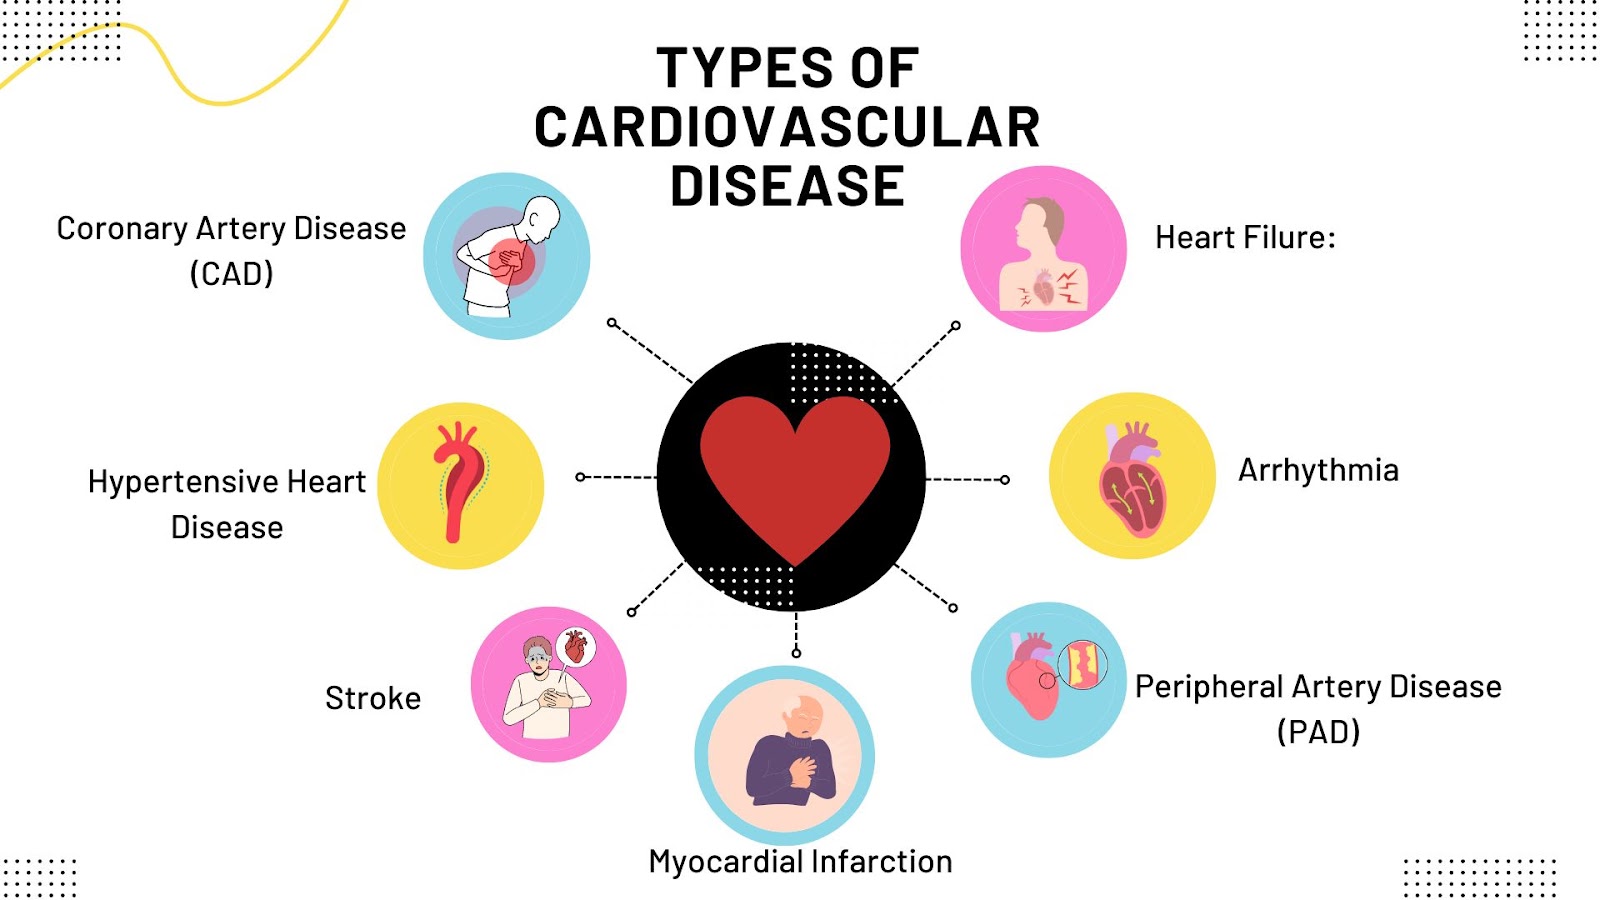 TYPES OF
CARDIOVASCULAR
DISEASE
Coronary Artery Disease
(CAD)
Heart Filure:
Hypertensive Heart
Disease
Arrhythmia
Stroke
Peripheral Artery Disease
(PAD)
Myocardial Infarction